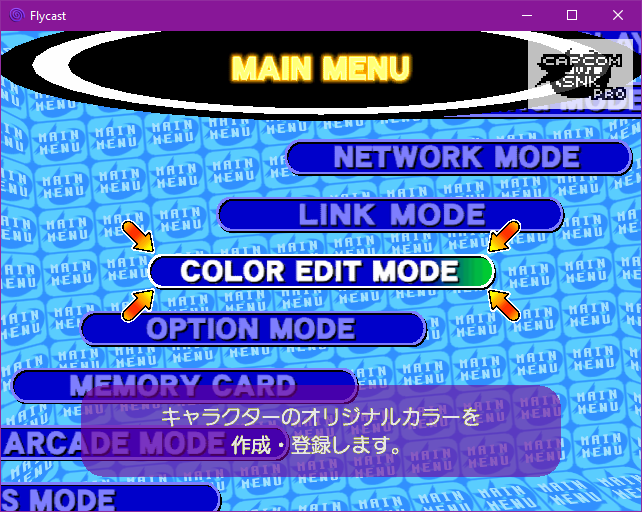 Flycast
MAIN MENU
CAPCOM
VS
SNK
PRO
MODE
NETWORK MODE
LINK MODE
COLOR EDIT MODE
OPTION MODE
MEMORY CARD
キャラクターのオリジナルカラーを
作成・登録します。
ARCADE MODE
S MODE